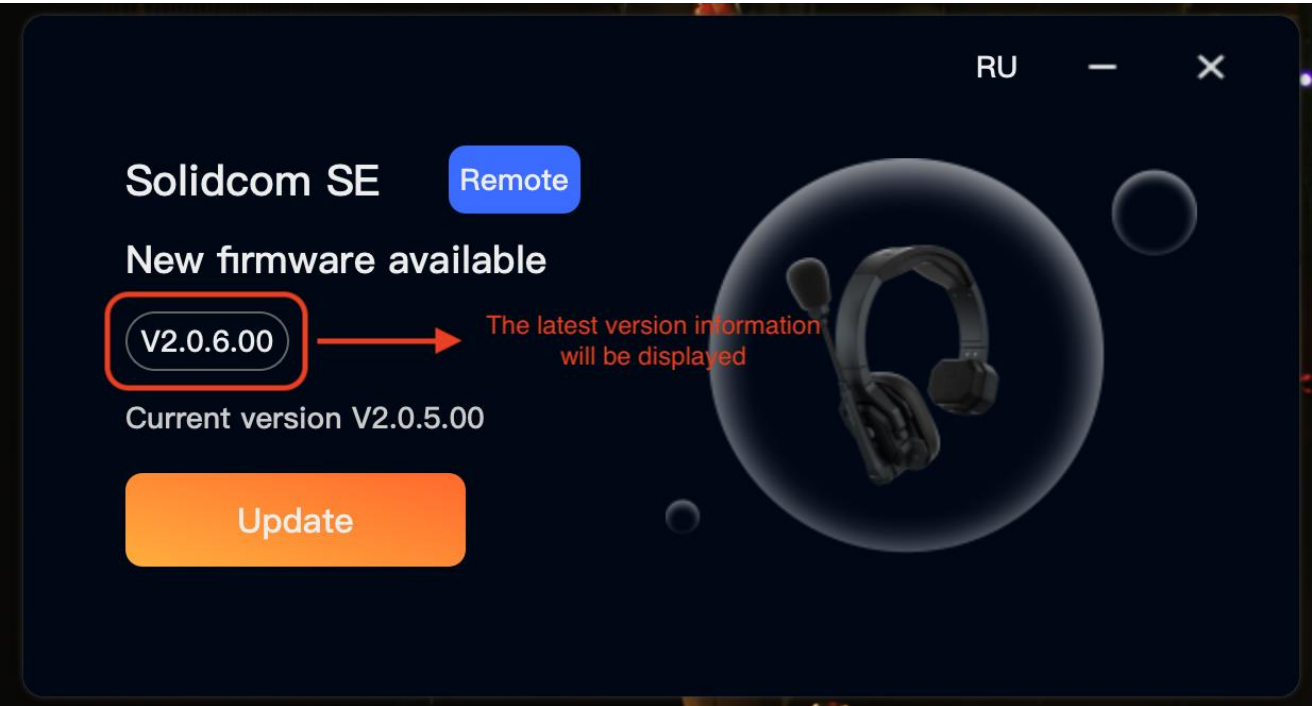 RU
Solidcom SE
Remote
New firmware available
V2.0.6.00
The latest version information
will be displayed
Current version V2.0.5.00
Update